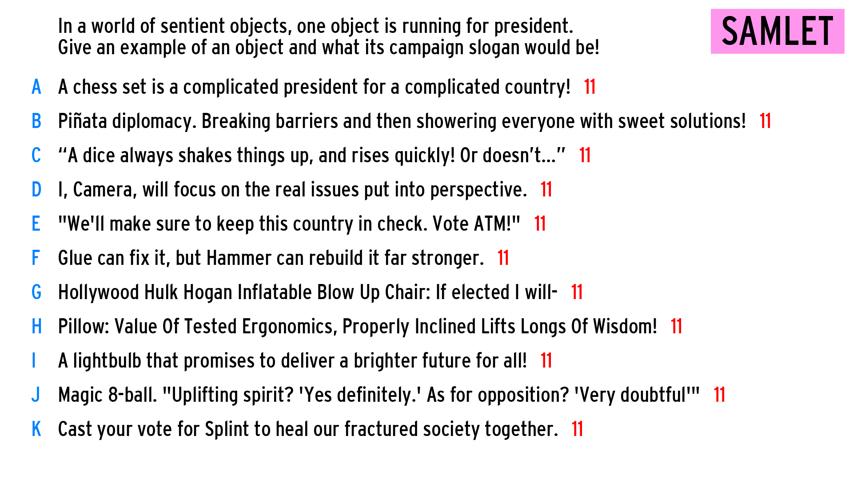 In a world of sentient objects, one object is running for president.
Give an example of an object and what its campaign slogan would be!
SAMLET
A A chess set is a complicated president for a complicated country! 11
B Piñata diplomacy. Breaking barriers and then showering everyone with sweet solutions! 11
C “A dice always shakes things up, and rises quickly! Or doesn’t...” 11
D I, Camera, will focus on the real issues put into perspective. 11
E "We'll make sure to keep this country in check. Vote ATM!" 11
F Glue can fix it, but Hammer can rebuild it far stronger. 11
G Hollywood Hulk Hogan Inflatable Blow Up Chair: If elected I will- 11
H Pillow: Value Of Tested Ergonomics, Properly Inclined Lifts Longs Of Wisdom! 11
I A lightbulb that promises to deliver a brighter future for all! 11
J Magic 8-ball. "Uplifting spirit? 'Yes definitely.' As for opposition? 'Very doubtful'" 11
K Cast your vote for Splint to heal our fractured society together. 11